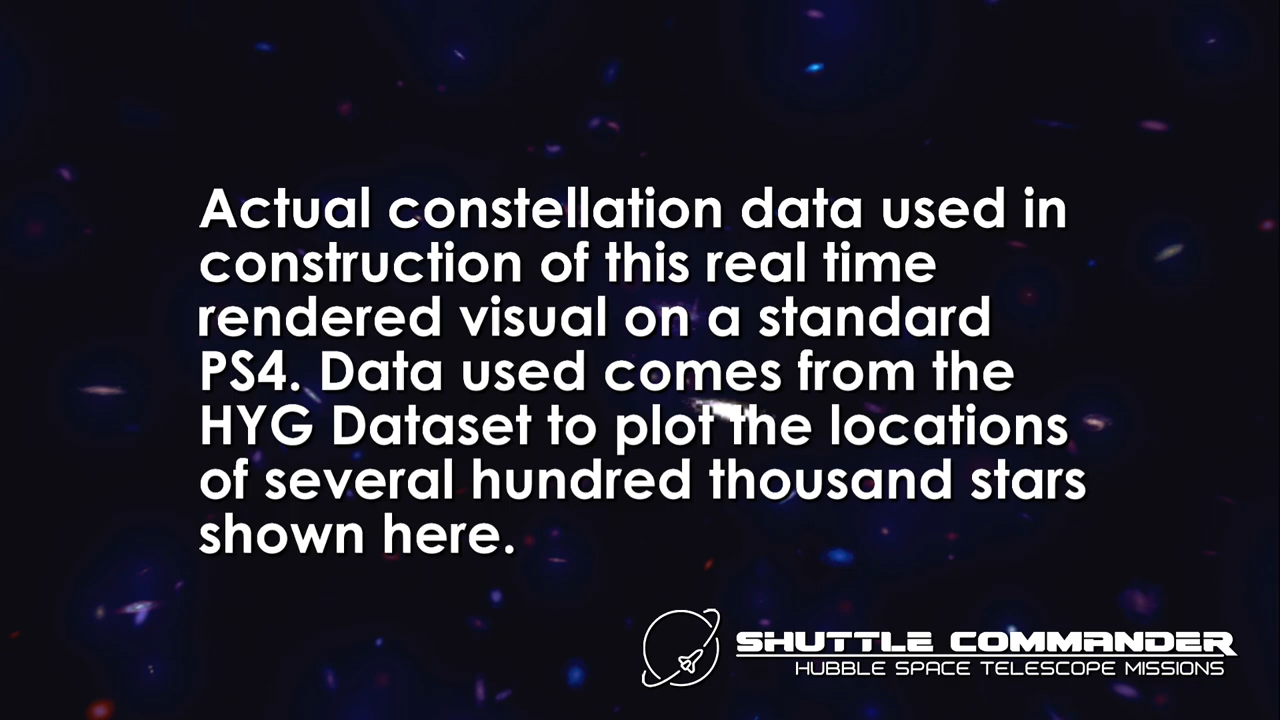 Actual constellation data used in
construction of this real time
rendered visual on a standard
PS4. Data used comes from the
HYG Dataset to plot the locations
of several hundred thousand stars
shown here.
SHUTTLE COMMANDER
HUBBLE SPACE TELESCOPE MISSIONS